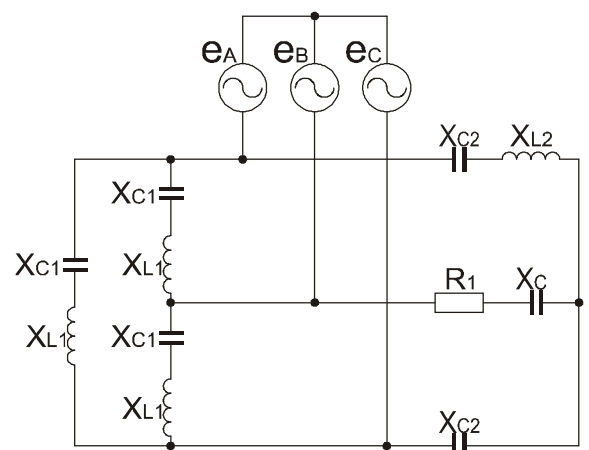 eA eB eC
XC2 XL2
XC1
XC1 XL1
R1 XC
XL1 XC1
XL1
XC2